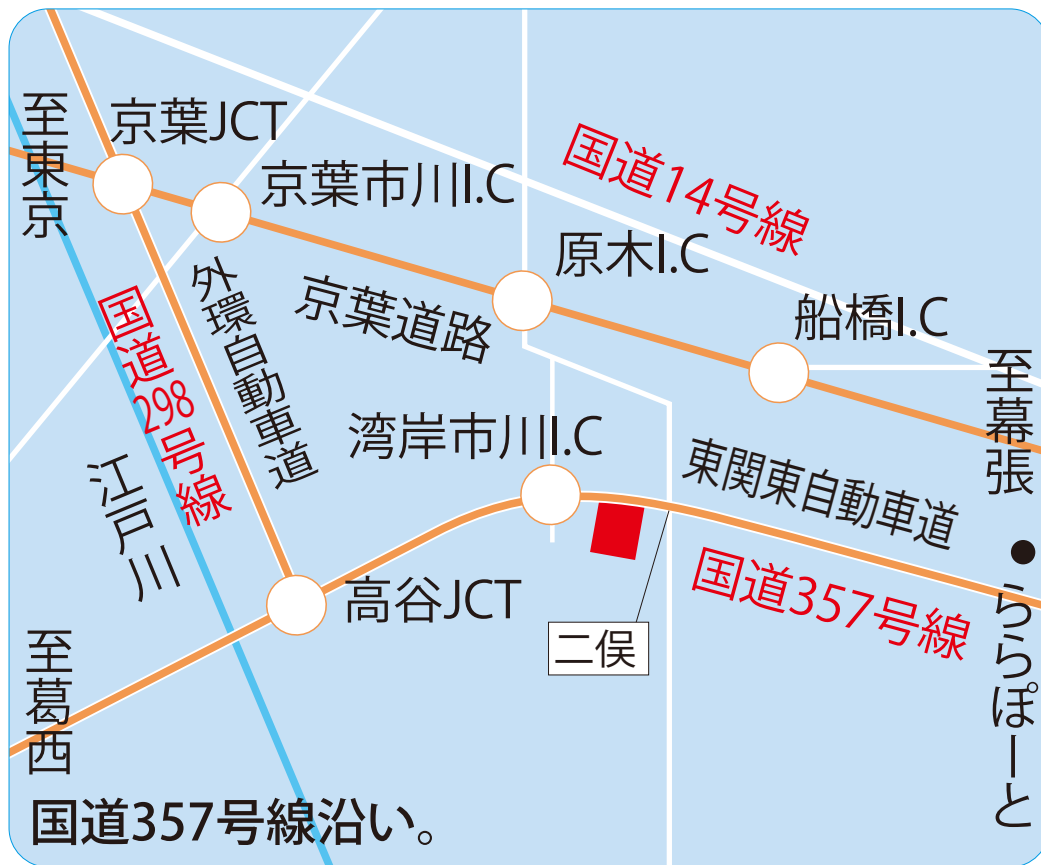 至東京
京葉JCT
京葉市川I.C
国道14号線
原木I.C
船橋I.C
外環自動車道
京葉道路
国道298号線
至幕張
湾岸市川I.C
東関東自動車道
江戸川
高谷JCT
国道357号線
●ららぽーと
二俣
至葛西
国道357号線沿い。